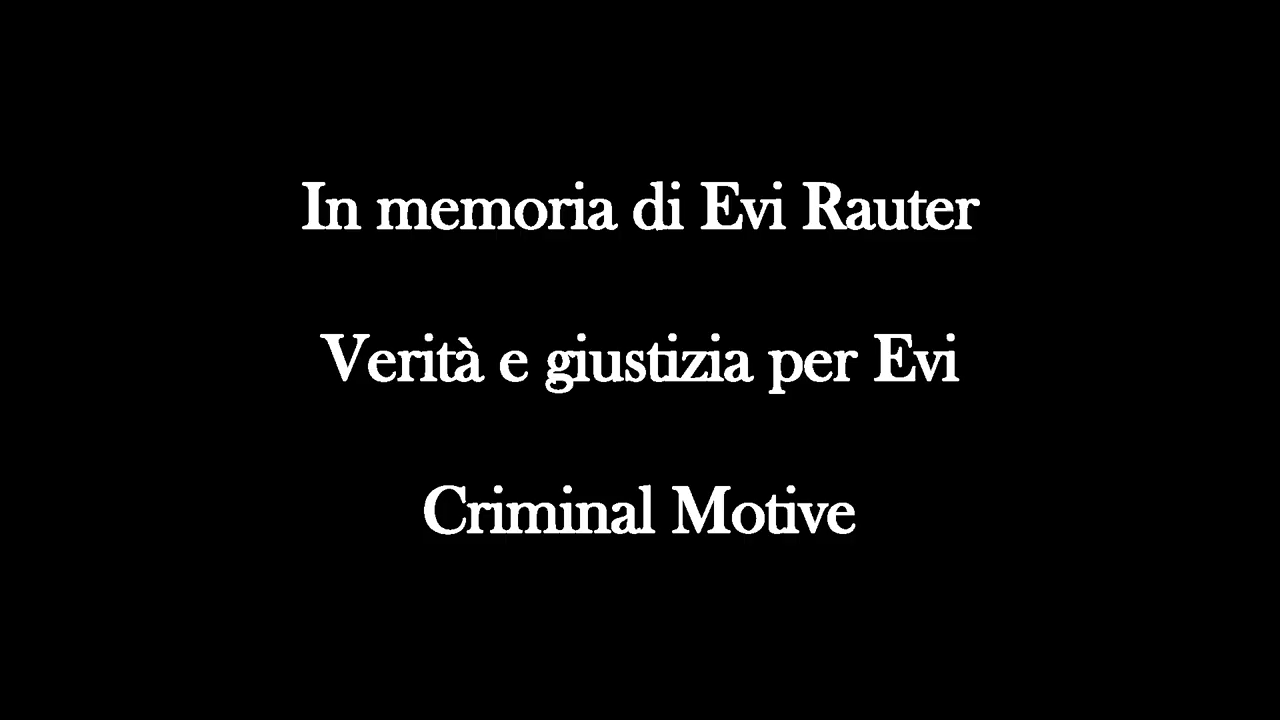 In memoria di Evi Rauter
Verità e giustizia per Evi
Criminal Motive